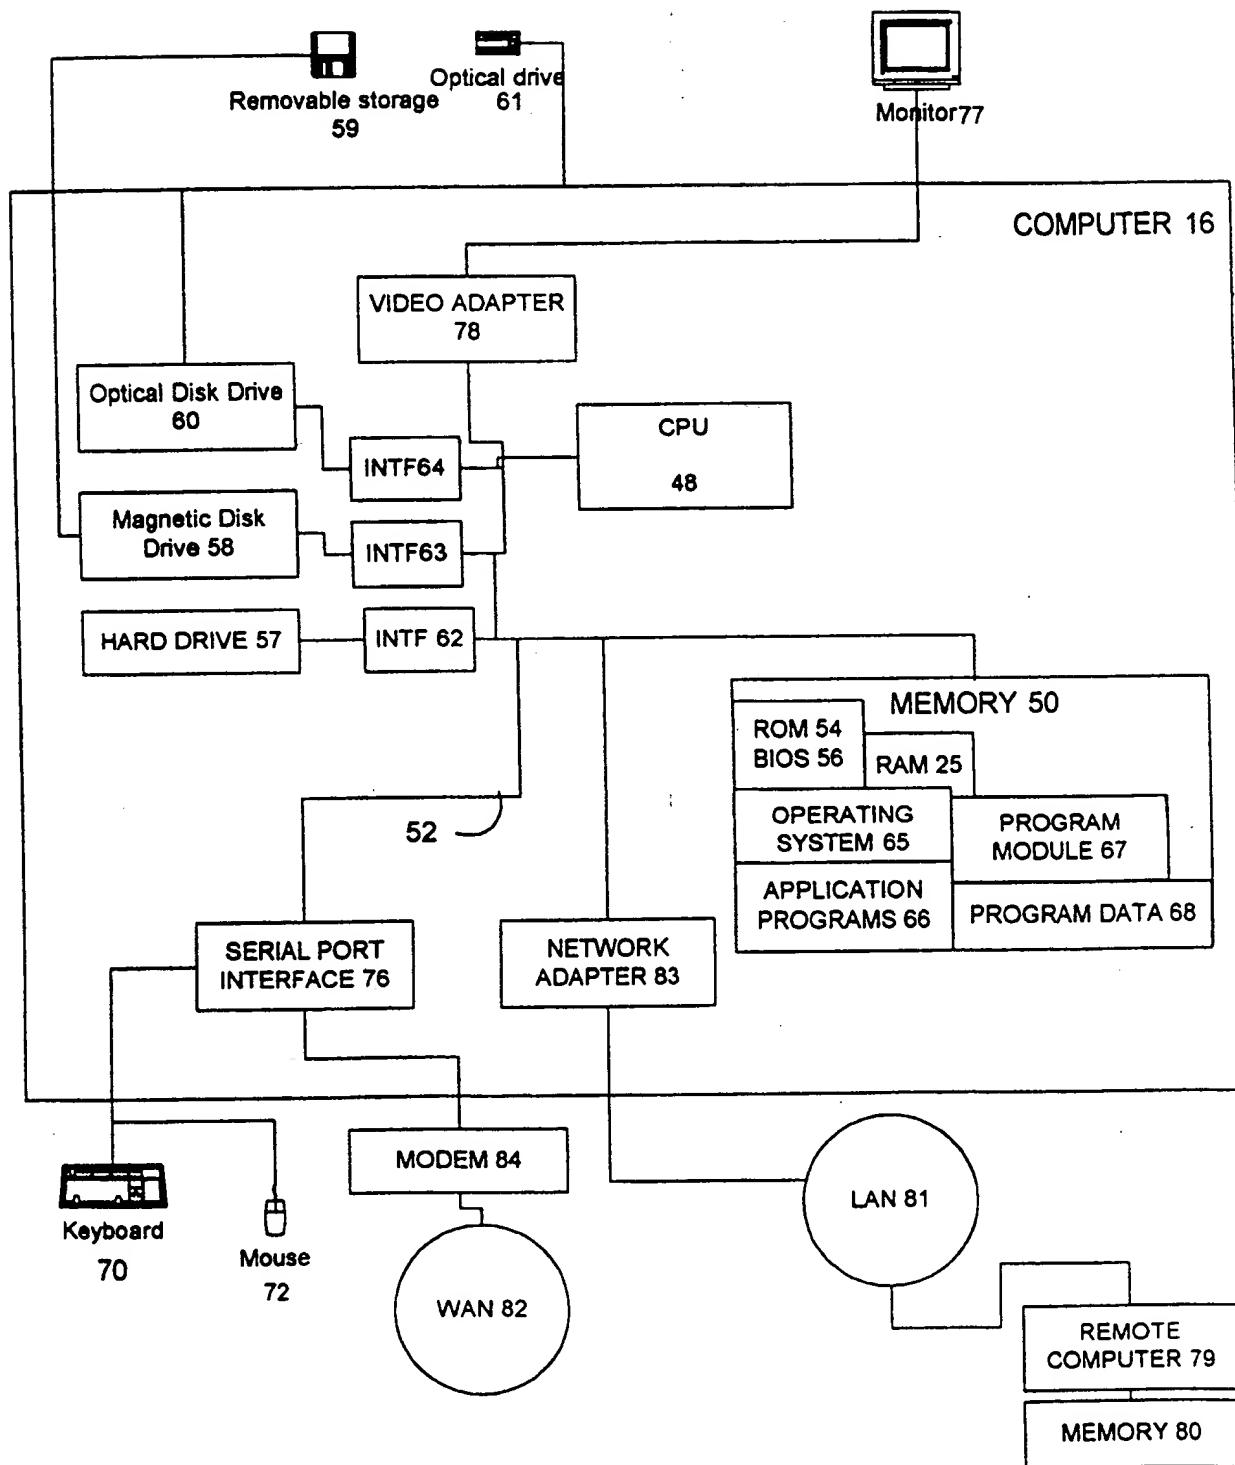 Removable storage
59
Optical drive
61
Monitor77
COMPUTER 16
VIDEO ADAPTER
78
Optical Disk Drive
60
CPU
48
INTF64
Magnetic Disk
Drive 58
INTF63
HARD DRIVE 57
INTF 62
MEMORY 50
ROM 54
BIOS 56
RAM 25
OPERATING
SYSTEM 65
PROGRAM
MODULE 67
APPLICATION
PROGRAMS 66
PROGRAM DATA 68
52
SERIAL PORT
INTERFACE 76
NETWORK
ADAPTER 83
MODEM 84
LAN 81
Keyboard
70
Mouse
72
WAN 82
REMOTE
COMPUTER 79
MEMORY 80